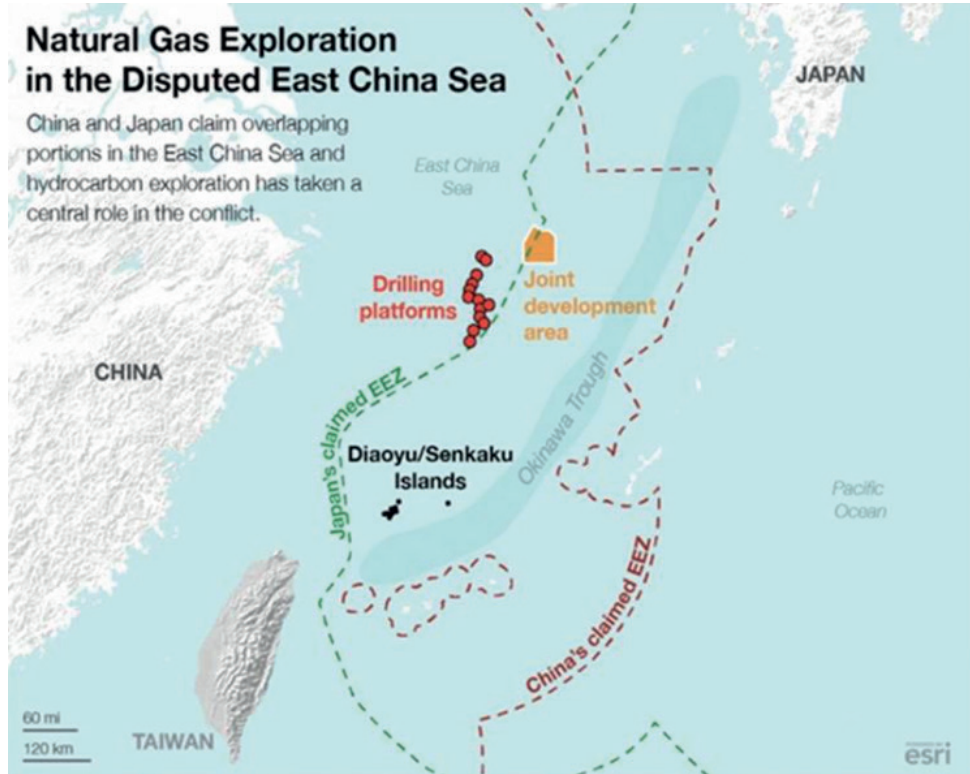 Natural Gas Exploration
in the Disputed East China Sea
China and Japan claim overlapping
portions in the East China Sea and
hydrocarbon exploration has taken a
central role in the conflict.
JAPAN
East China
Sea
Drilling
platforms
Joint
development
area
CHINA
Japan's claimed EEZ
Okinawa Trough
Diaoyu/Senkaku
Islands
Pacific
Ocean
China's claimed EEZ
60 mi
120 km
TAIWAN
POWERED BY
esri